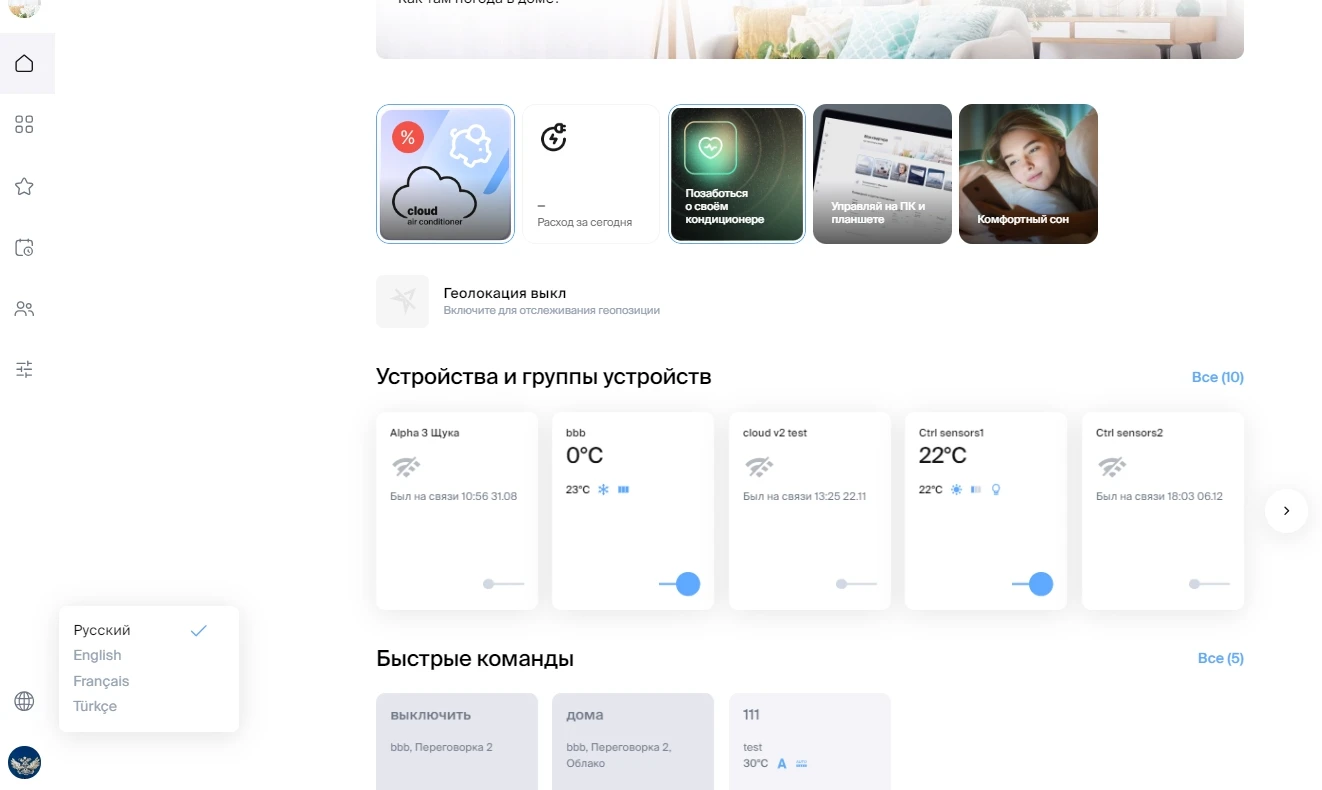 Как там погода в доме?
%
cloud
air conditioner
–
Расход за сегодня
Позаботься
о своём
кондиционере
Управляй на ПК и
планшете
Комфортный сон
Геолокация выкл
Включите для отслеживания геопозиции
Устройства и группы устройств
Все (10)
Alpha 3 Щука
Был на связи 10:56 31.08
bbb
0°C
23°C
cloud v2 test
Был на связи 13:25 22.11
Ctrl sensors1
22°C
22°C
Ctrl sensors2
Был на связи 18:03 06.12
Русский
English
Français
Türkçe
Быстрые команды
Все (5)
выключить
bbb, Переговорка 2
дома
bbb, Переговорка 2,
Облако
111
test
30°C A